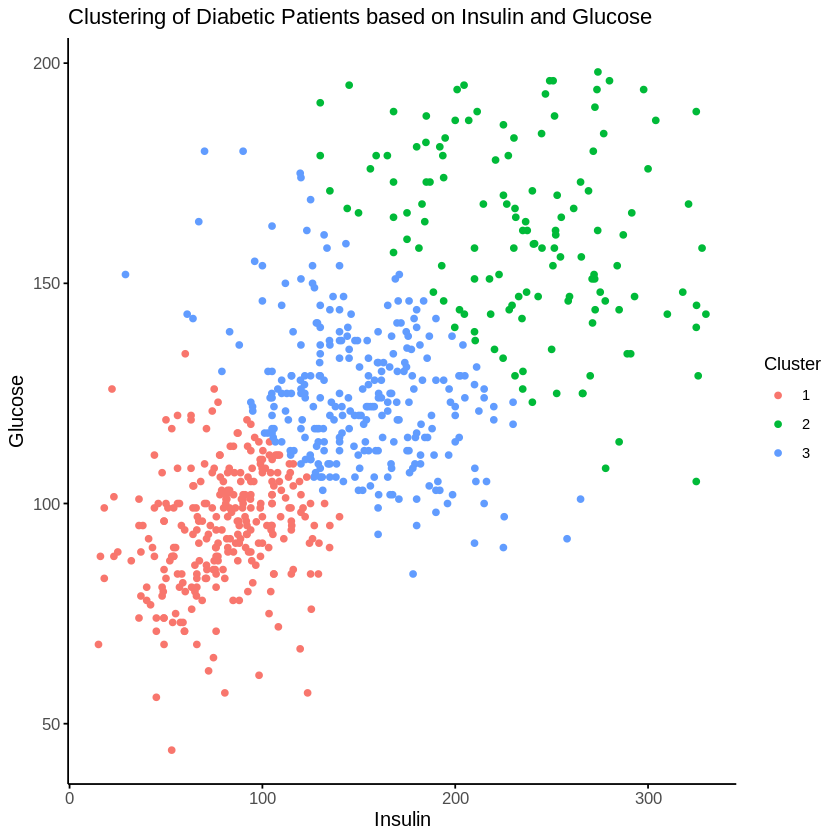 Clustering of Diabetic Patients based on Insulin and Glucose
200
150
100
50
Glucose
0 100 200 300
Insulin
Cluster
1
2
3